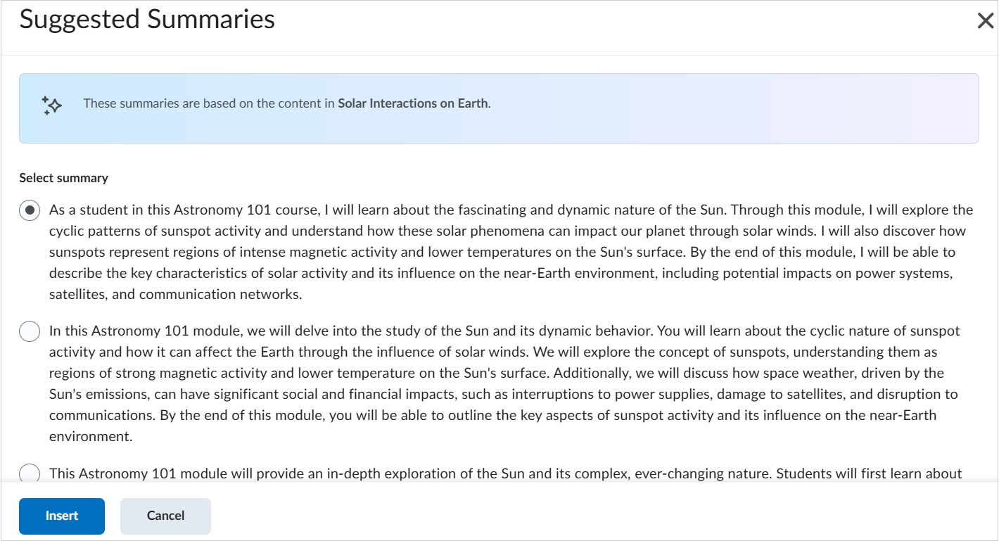 Suggested Summaries
These summaries are based on the content in Solar Interactions on Earth.
Select summary
As a student in this Astronomy 101 course, I will learn about the fascinating and dynamic nature of the Sun. Through this module, I will explore the
cyclic patterns of sunspot activity and understand how these solar phenomena can impact our planet through solar winds. I will also discover how
sunspots represent regions of intense magnetic activity and lower temperatures on the Sun's surface. By the end of this module, I will be able to
describe the key characteristics of solar activity and its influence on the near-Earth environment, including potential impacts on power systems,
satellites, and communication networks.
In this Astronomy 101 module, we will delve into the study of the Sun and its dynamic behavior. You will learn about the cyclic nature of sunspot
activity and how it can affect the Earth through the influence of solar winds. We will explore the concept of sunspots, understanding them as
regions of strong magnetic activity and lower temperature on the Sun's surface. Additionally, we will discuss how space weather, driven by the
Sun's emissions, can have significant social and financial impacts, such as interruptions to power supplies, damage to satellites, and disruption to
communications. By the end of this module, you will be able to outline the key aspects of sunspot activity and its influence on the near-Earth
environment.
This Astronomy 101 module will provide an in-depth exploration of the Sun and its complex, ever-changing nature. Students will first learn about
Insert
Cancel